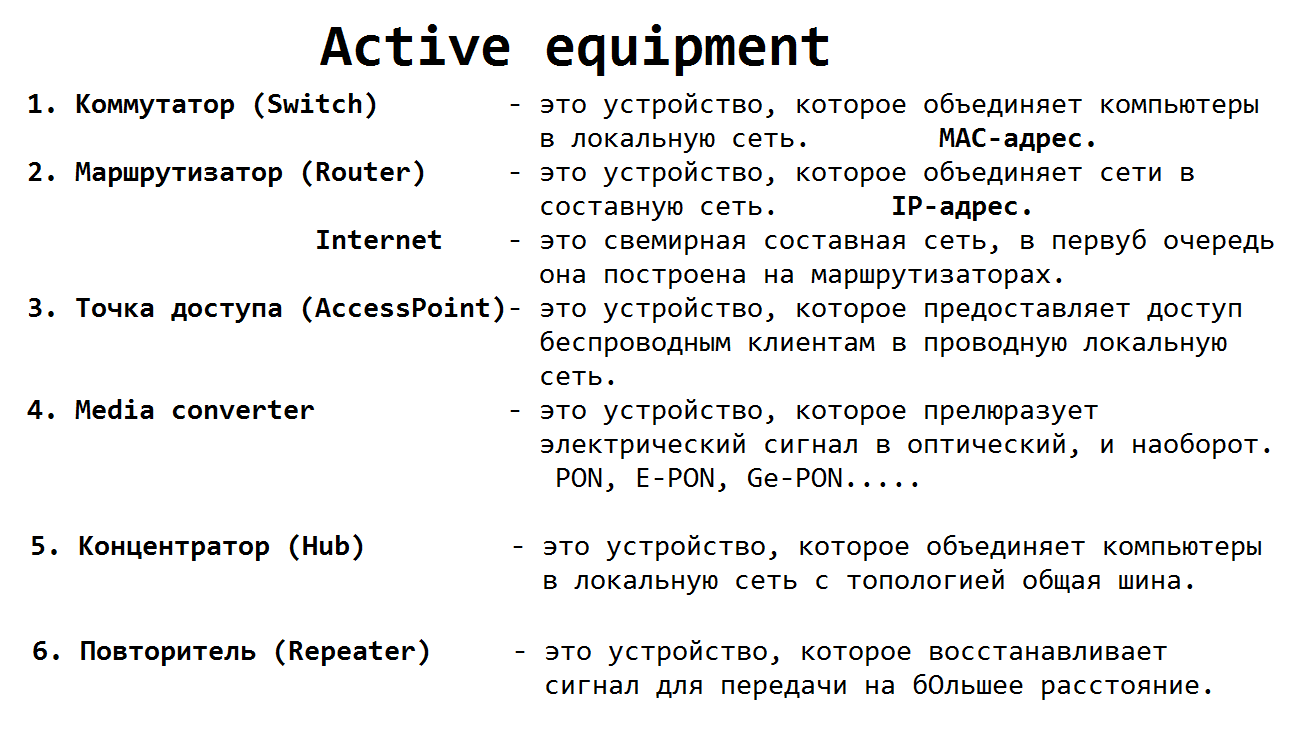 Active equipment
1. Коммутатор (Switch) - это устройство, которое объединяет компьютеры
в локальную сеть. MAC-адрес.
2. Маршрутизатор (Router) - это устройство, которое объединяет сети в
составную сеть. IP-адрес.
Internet - это свемирная составная сеть, в первуб очередь
она построена на маршрутизаторах.
3. Точка доступа (AccessPoint)- это устройство, которое предоставляет доступ
беспроводным клиентам в проводную локальную
сеть.
4. Media converter - это устройство, которое прелюразует
электрический сигнал в оптический, и наоборот.
PON, E-PON, Ge-PON.....
5. Концентратор (Hub) - это устройство, которое объединяет компьютеры
в локальную сеть с топологией общая шина.
6. Повторитель (Repeater) - это устройство, которое восстанавливает
сигнал для передачи на бОльшее расстояние.